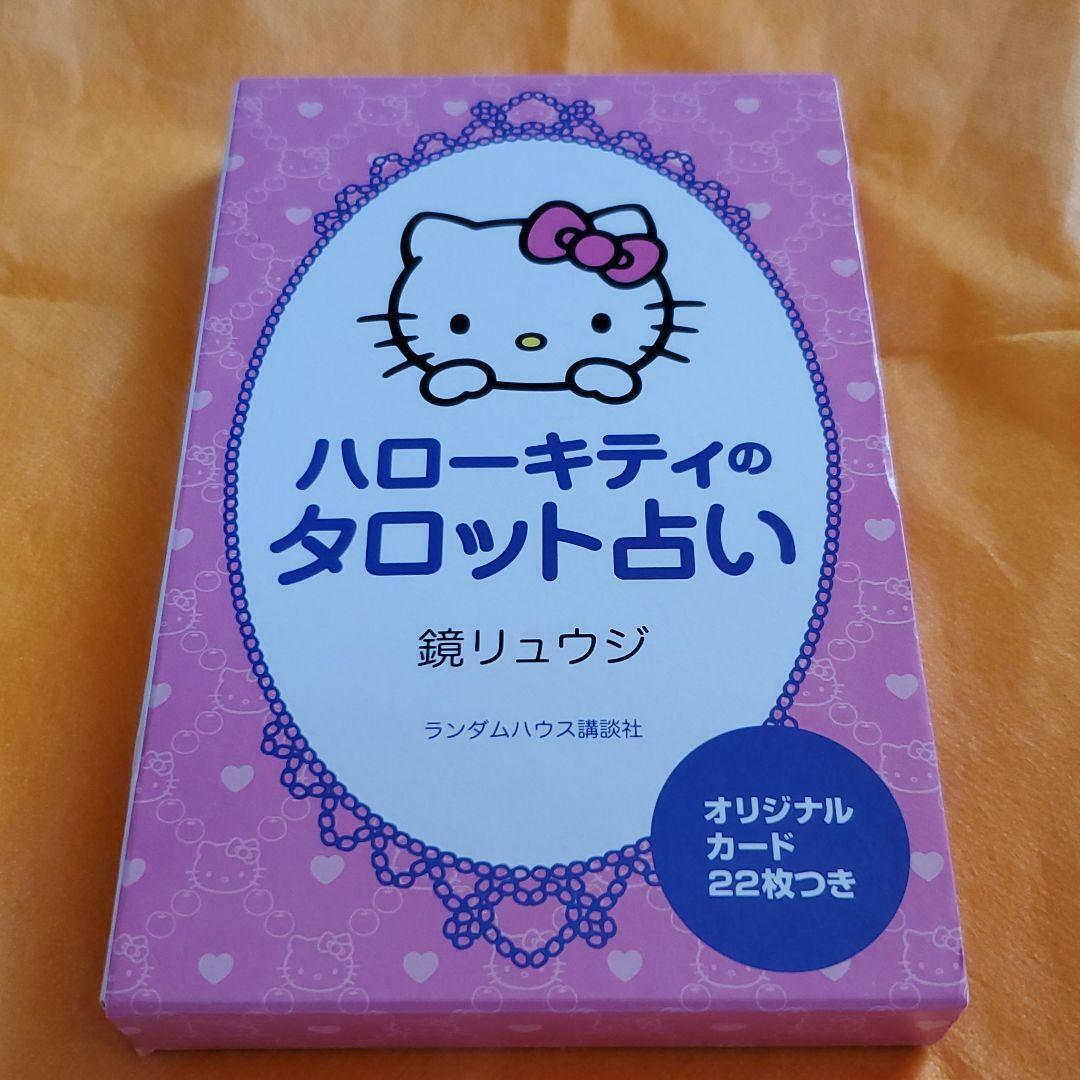 ハローキティの
タロット占い
鏡リュウジ
ランダムハウス講談社
オリジナル
カード
22枚つき